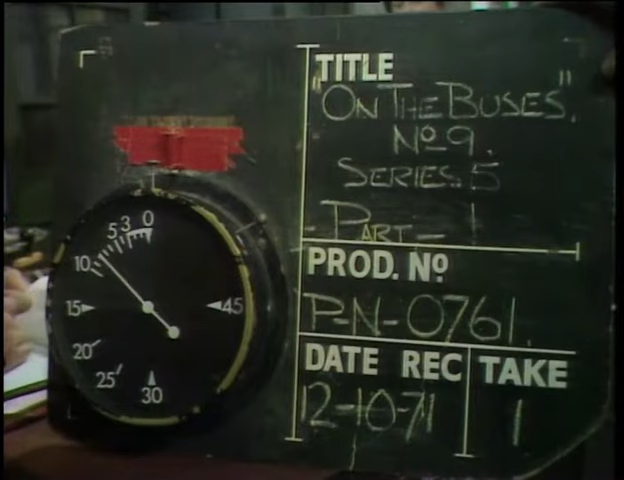 TITLE
"ON THE BUSES",
Nº 9.
SERIES 5
- PART - 1
PROD. Nº
P-N-0761.
DATE REC
12-10-71
TAKE
1
0
3
5
10
15
20
25
30
45